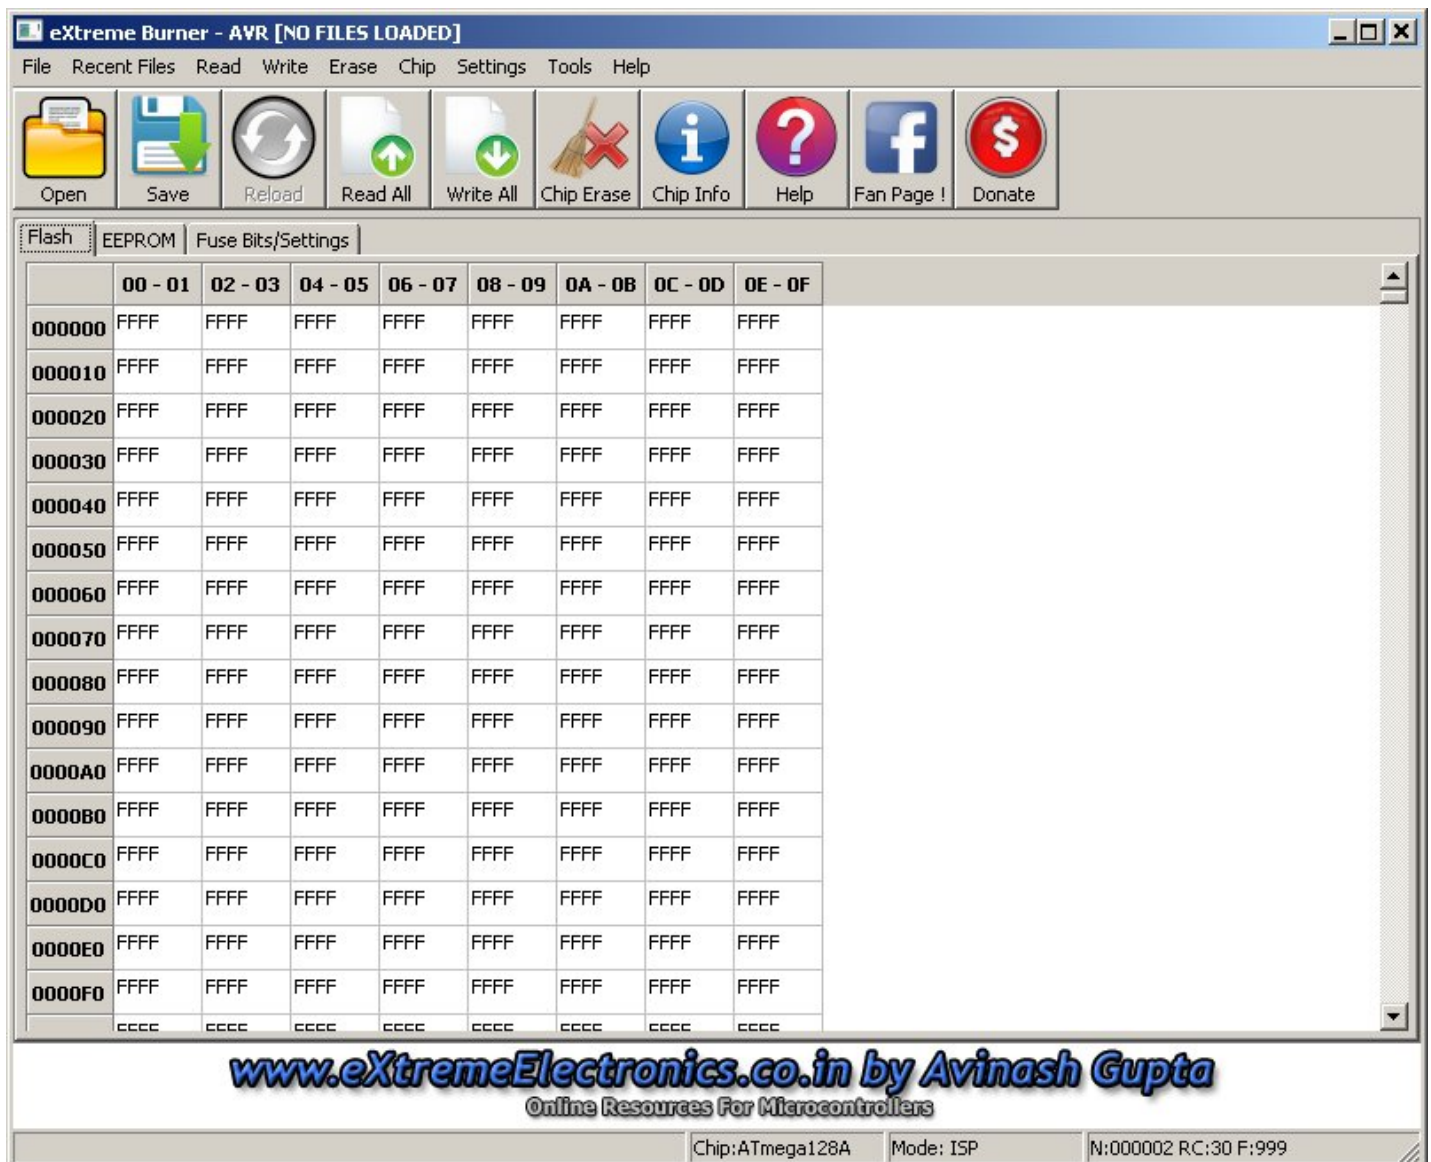 eXtreme Burner - AVR [NO FILES LOADED]
File Recent Files Read Write Erase Chip Settings Tools Help
Open Save Reload Read All Write All Chip Erase Chip Info Help Fan Page ! Donate
Flash EEPROM Fuse Bits/Settings
00 - 01 02 - 03 04 - 05 06 - 07 08 - 09 0A - 0B 0C - 0D 0E - 0F
000000 FFFF FFFF FFFF FFFF FFFF FFFF FFFF FFFF
000010 FFFF FFFF FFFF FFFF FFFF FFFF FFFF FFFF
000020 FFFF FFFF FFFF FFFF FFFF FFFF FFFF FFFF
000030 FFFF FFFF FFFF FFFF FFFF FFFF FFFF FFFF
000040 FFFF FFFF FFFF FFFF FFFF FFFF FFFF FFFF
000050 FFFF FFFF FFFF FFFF FFFF FFFF FFFF FFFF
000060 FFFF FFFF FFFF FFFF FFFF FFFF FFFF FFFF
000070 FFFF FFFF FFFF FFFF FFFF FFFF FFFF FFFF
000080 FFFF FFFF FFFF FFFF FFFF FFFF FFFF FFFF
000090 FFFF FFFF FFFF FFFF FFFF FFFF FFFF FFFF
0000A0 FFFF FFFF FFFF FFFF FFFF FFFF FFFF FFFF
0000B0 FFFF FFFF FFFF FFFF FFFF FFFF FFFF FFFF
0000C0 FFFF FFFF FFFF FFFF FFFF FFFF FFFF FFFF
0000D0 FFFF FFFF FFFF FFFF FFFF FFFF FFFF FFFF
0000E0 FFFF FFFF FFFF FFFF FFFF FFFF FFFF FFFF
0000F0 FFFF FFFF FFFF FFFF FFFF FFFF FFFF FFFF
www.eXtremeElectronics.co.in by Avinash Gupta
Online Resources For Microcontrollers
Chip:ATmega128A Mode: ISP N:000002 RC:30 F:999